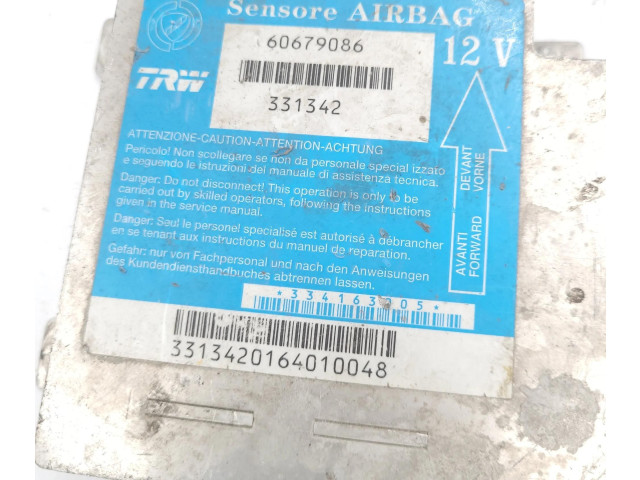 Sensore AIRBAG
60679086
12 V
TRW
331342
ATTENZIONE-CAUTION-ATTENTION-ACHTUNG
Pericolo! Non scollegare se non da personale special izzato
e seguendo le istruzioni del manuale di assistenza tecnica.
Danger: Do not disconnect! This operation is only to be
carried out by skilled operators, following the instructions
given in the service manual.
Danger: Seul le personel specialisé est autorisé à débrancher
en se tenant aux instructions du manuel de reparation.
Gefahr: nur von Fachpersonal und nach den Anweisungen
des Kundendiensthandbuches abtrennen lassen.
AVANTI DEVANT
FORWARD VORNE
3313420164010048